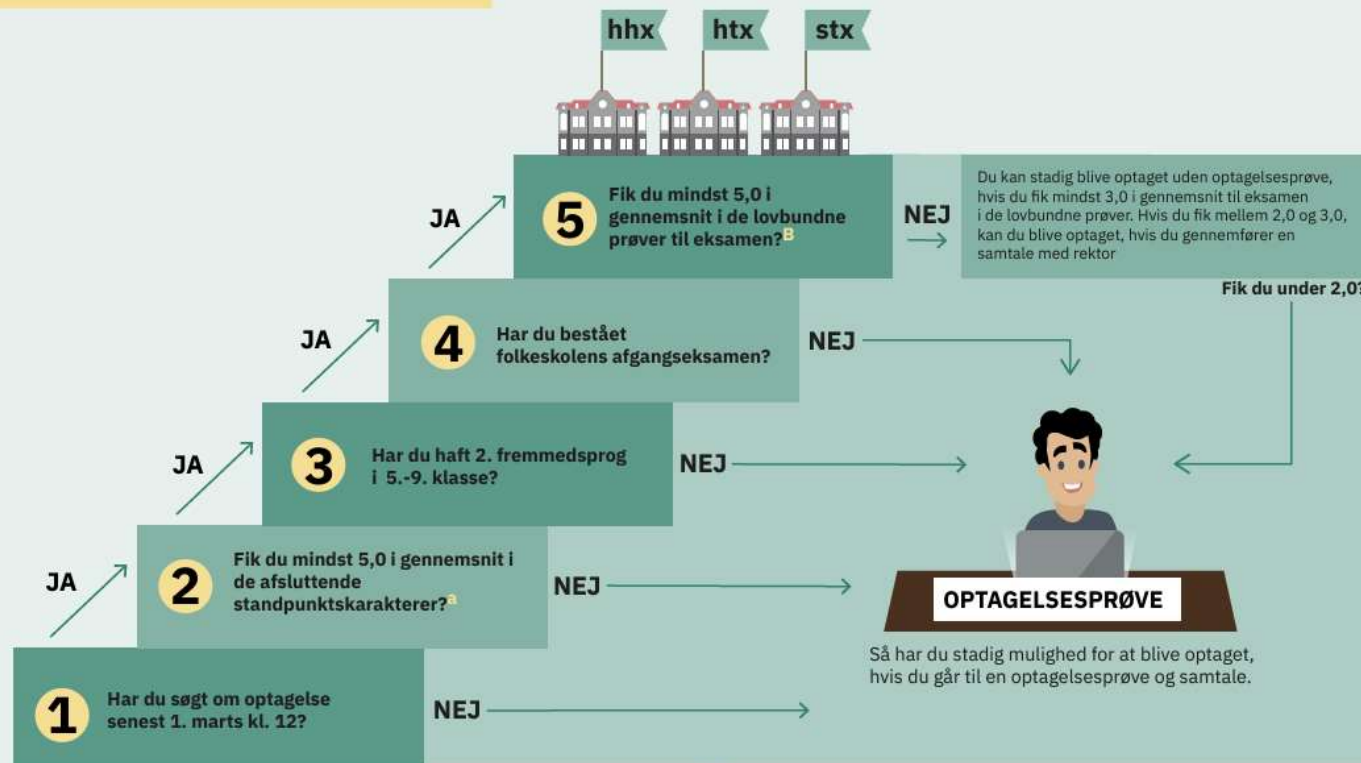 hhx
htx
stx
JA
5
Fik du mindst 5,0 i
gennemsnit i de lovbundne
prøver til eksamen?B
NEJ
Du kan stadig blive optaget uden optagelsesprøve,
hvis du fik mindst 3,0 i gennemsnit til eksamen
i de lovbundne prøver. Hvis du fik mellem 2,0 og 3,0,
kan du blive optaget, hvis du gennemfører en
samtale med rektor
Fik du under 2,0?
JA
4
Har du bestået
folkeskolens afgangseksamen?
NEJ
JA
3
Har du haft 2. fremmedsprog
i 5.-9. klasse?
NEJ
JA
2
Fik du mindst 5,0 i gennemsnit i
de afsluttende
standpunktskarakterer?a
NEJ
OPTAGELSESPRØVE
Så har du stadig mulighed for at blive optaget,
hvis du går til en optagelsesprøve og samtale.
1
Har du søgt om optagelse
senest 1. marts kl. 12?
NEJ